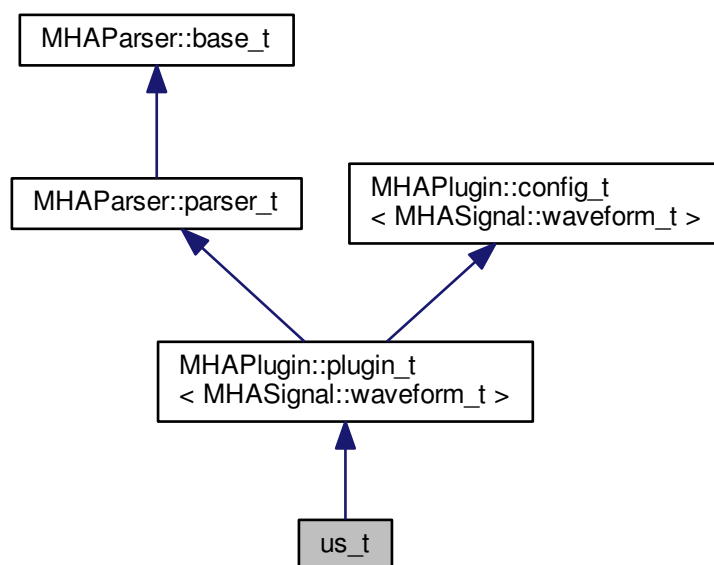 MHAParser::base_t
MHAParser::parser_t
MHAPlugin::config_t
< MHASignal::waveform_t >
MHAPlugin::plugin_t
< MHASignal::waveform_t >
us_t